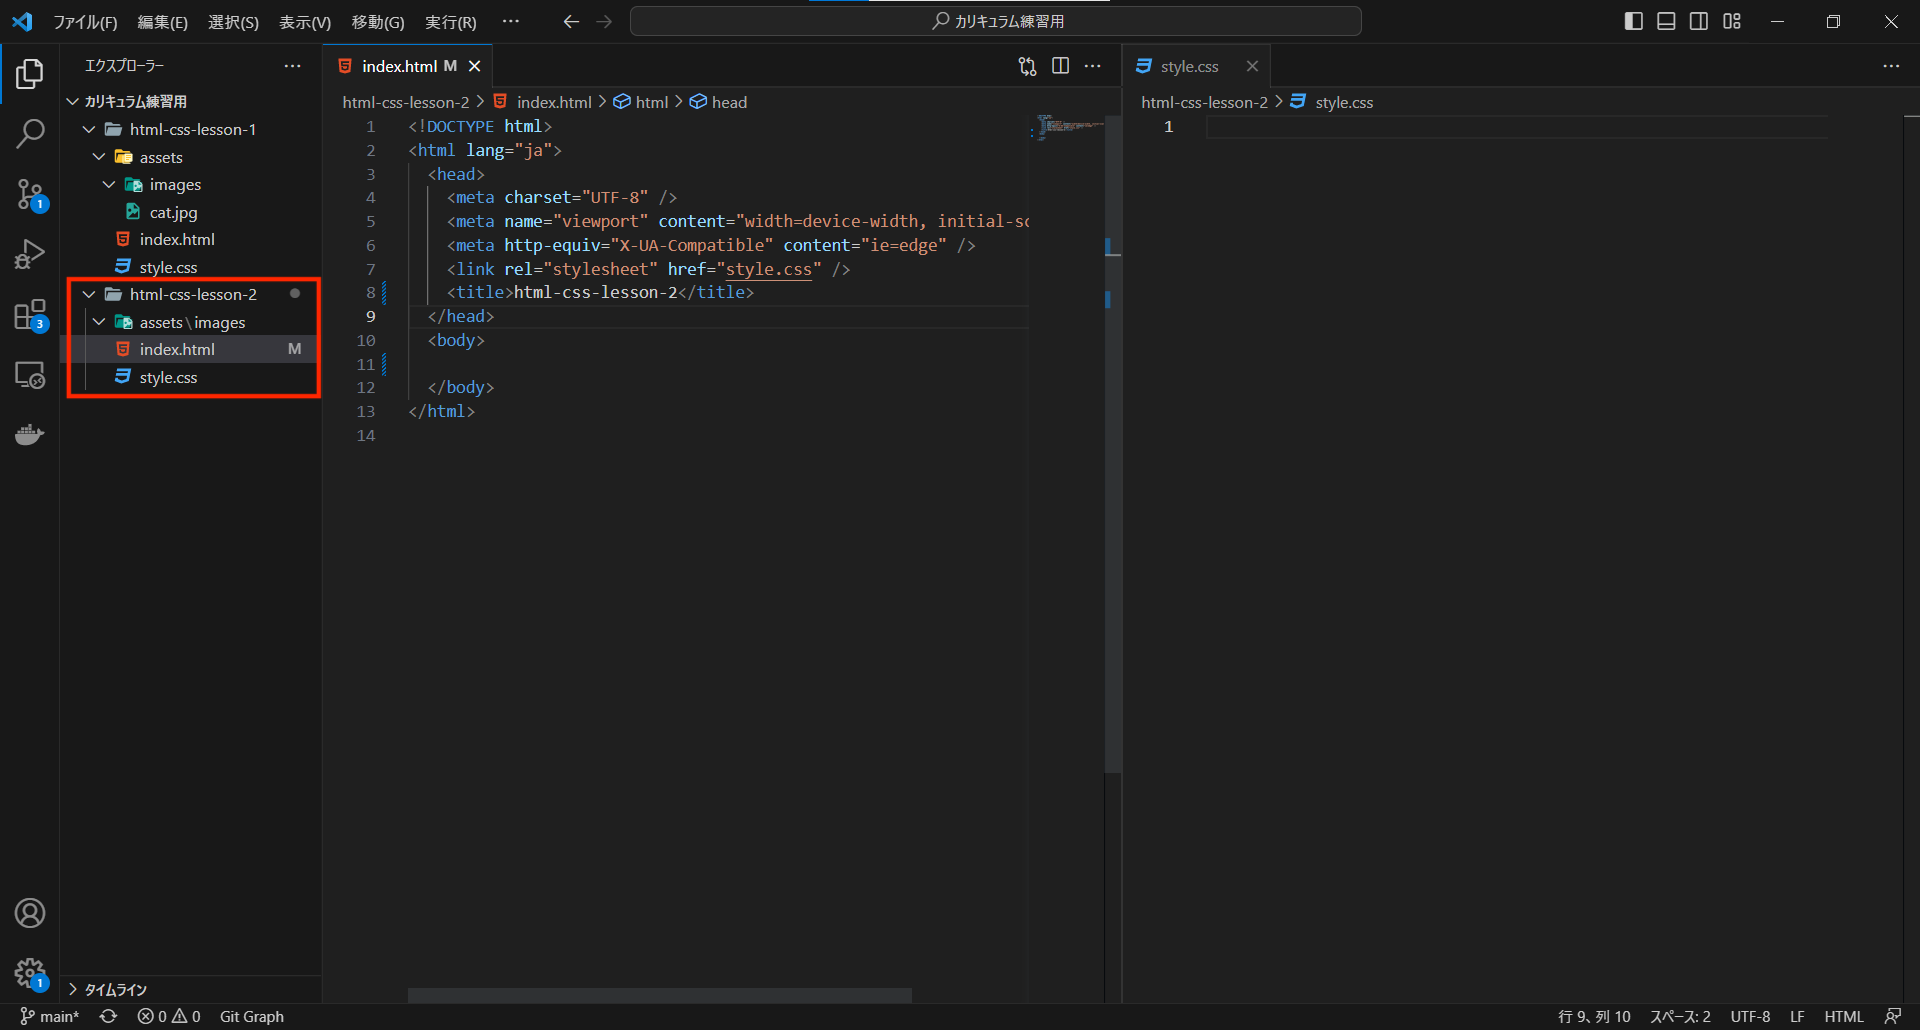 ファイル(F) 編集(E) 選択(S) 表示(V) 移動(G) 実行(R) ··· カリキュラム練習用
エクスプローラー ···
カリキュラム練習用
html-css-lesson-1
assets
images
cat.jpg
index.html
style.css
html-css-lesson-2
assets\images
index.html M
style.css
タイムライン
1
3
1
index.html M ···
html-css-lesson-2 > index.html > html > head
1 <!DOCTYPE html>
2 <html lang="ja">
3 <head>
4 <meta charset="UTF-8" />
5 <meta name="viewport" content="width=device-width, initial-sc
6 <meta http-equiv="X-UA-Compatible" content="ie=edge" />
7 <link rel="stylesheet" href="style.css" />
8 <title>html-css-lesson-2</title>
9 </head>
10 <body>
11
12 </body>
13 </html>
14
style.css ···
html-css-lesson-2 > style.css
1
main* 0 0 Git Graph 行 9、列 10 スペース: 2 UTF-8 LF HTML